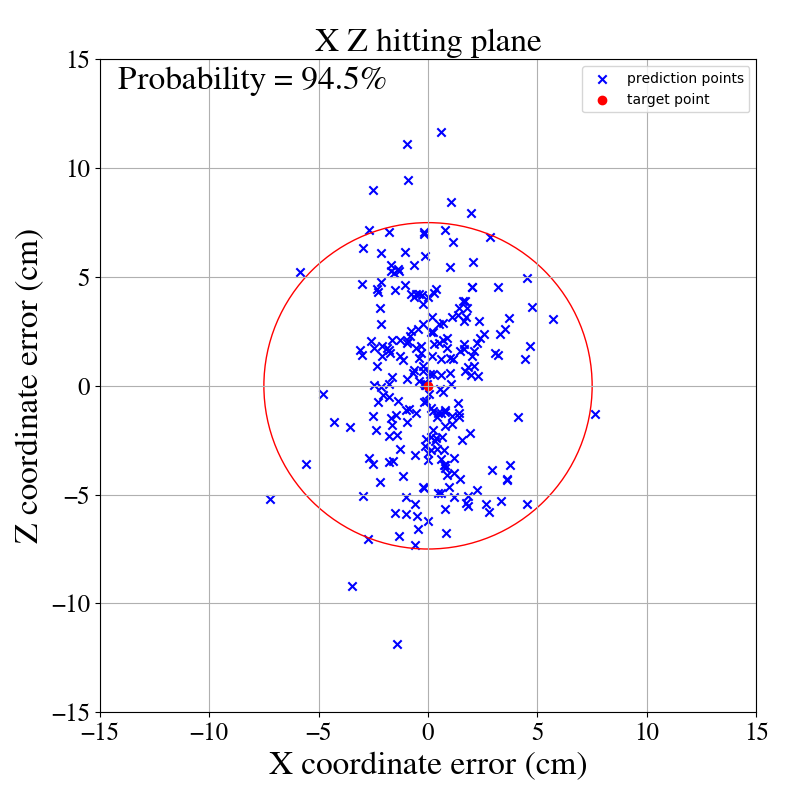 X Z hitting plane
Probability = 94.5%
prediction points
target point
15
10
5
0
−5
−10
−15
Z coordinate error (cm)
−15 −10 −5 0 5 10 15
X coordinate error (cm)